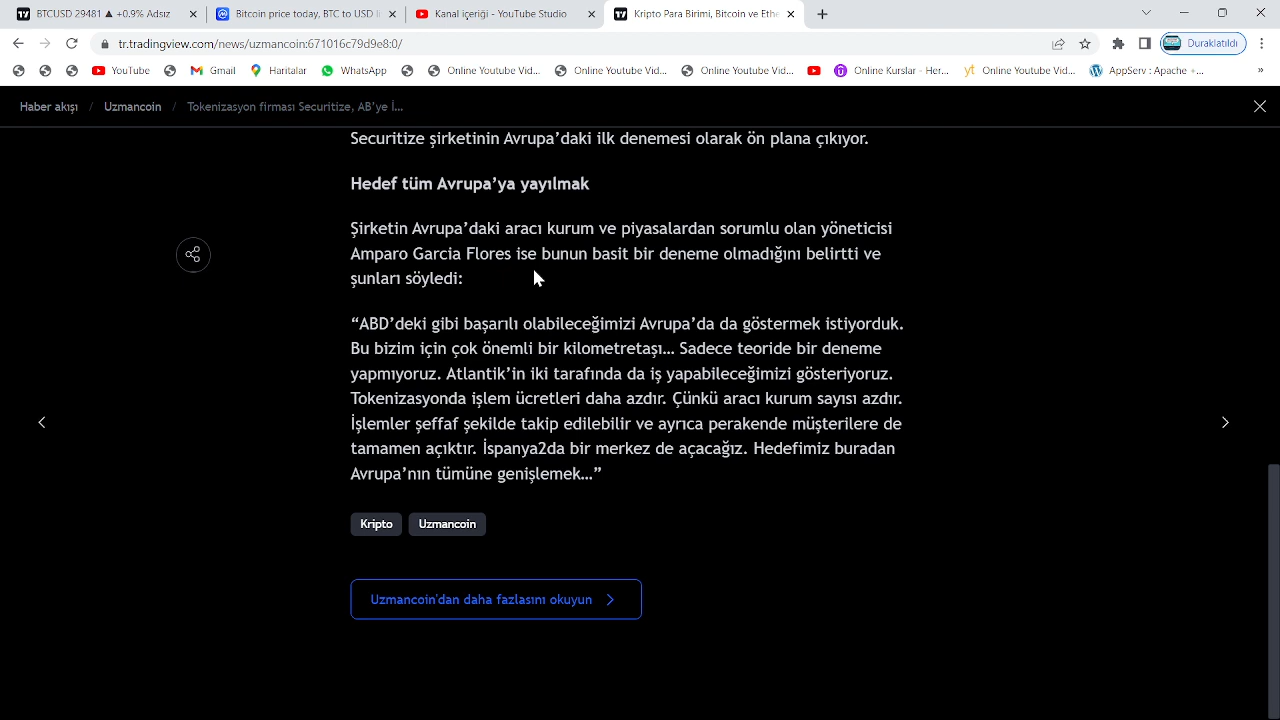 BTCUSD 29481 ▲ +0.9% Adsız
Bitcoin price today, BTC to USD li
Kanal içeriği - YouTube Studio
Kripto Para Birimi, Bitcoin ve Ethe
tr.tradingview.com/news/uzmancoin:671016c79d9e8:0/
Duraklatıldı
YouTube
Gmail
Haritalar
WhatsApp
Online Youtube Vid...
Online Youtube Vid...
Online Youtube Vid...
Online Kurslar - Her...
Online Youtube Vid...
AppServ : Apache +...
Haber akışı / Uzmancoin / Tokenizasyon firması Securitize, AB’ye İ...
Securitize şirketinin Avrupa’daki ilk denemesi olarak ön plana çıkıyor.
Hedef tüm Avrupa’ya yayılmak
Şirketin Avrupa’daki aracı kurum ve piyasalardan sorumlu olan yöneticisi
Amparo Garcia Flores ise bunun basit bir deneme olmadığını belirtti ve
şunları söyledi:
“ABD’deki gibi başarılı olabileceğimizi Avrupa’da da göstermek istiyorduk.
Bu bizim için çok önemli bir kilometretaşı... Sadece teoride bir deneme
yapmıyoruz. Atlantik’in iki tarafında da iş yapabileceğimizi gösteriyoruz.
Tokenizasyonda işlem ücretleri daha azdır. Çünkü aracı kurum sayısı azdır.
İşlemler şeffaf şekilde takip edilebilir ve ayrıca perakende müşterilere de
tamamen açıktır. İspanya2da bir merkez de açacağız. Hedefimiz buradan
Avrupa’nın tümüne genişlemek...”
Kripto
Uzmancoin
Uzmancoin'dan daha fazlasını okuyun